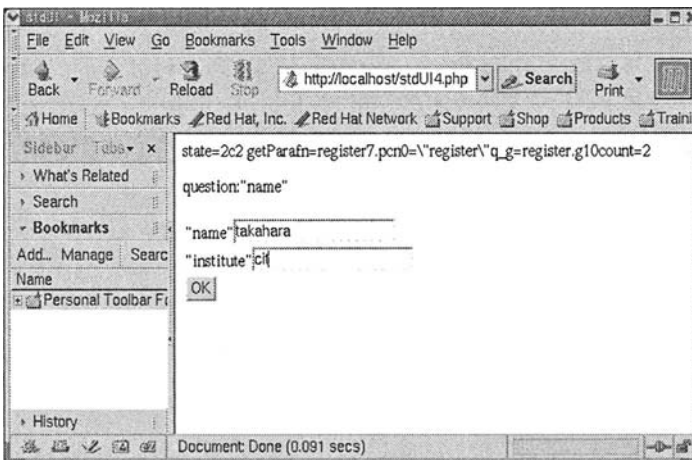 stdUI - Mozilla
File Edit View Go Bookmarks Tools Window Help
Back Forward Reload Stop http://localhost/stdUI4.php Search Print
Home Bookmarks Red Hat, Inc. Red Hat Network Support Shop Products Traini
Sidebar Tabs x
What's Related
Search
Bookmarks
Add... Manage Searc
Name
Personal Toolbar Fo
History
state=2c2 getParafn=register7.pcn0=\"register\"q_g=register.g10count=2
question:"name"
"name" takahara
"institute" cit
OK
Document: Done (0.091 secs)